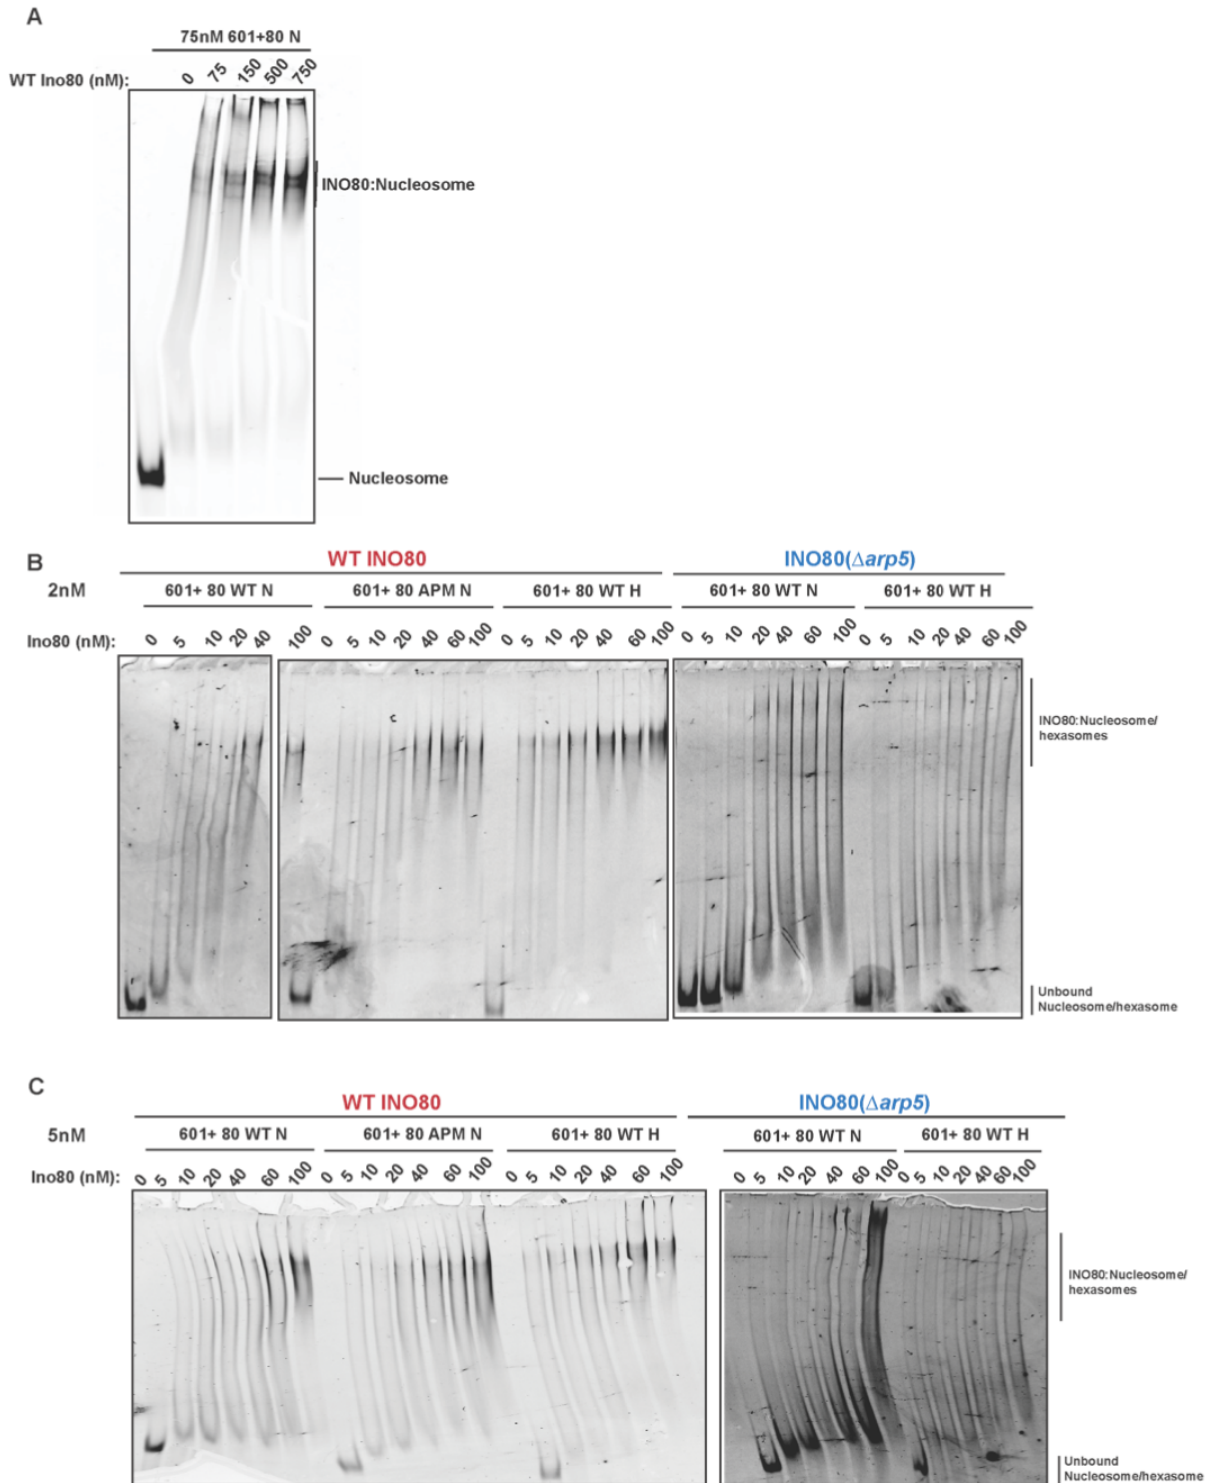 A
75nM 601+80 N
WT Ino80 (nM): 0 75 150 500 750
INO80:Nucleosome
Nucleosome
B
WT INO80 INO80(Δarp5)
2nM 601+ 80 WT N 601+ 80 APM N 601+ 80 WT H 601+ 80 WT N 601+ 80 WT H
Ino80 (nM): 0 5 10 20 40 100 0 5 10 20 40 60 100 0 5 10 20 40 60 100 0 5 10 20 40 60 100 0 5 10 20 40 60 100
INO80:Nucleosome/
hexasomes
Unbound
Nucleosome/hexasome
C
WT INO80 INO80(Δarp5)
5nM 601+ 80 WT N 601+ 80 APM N 601+ 80 WT H 601+ 80 WT N 601+ 80 WT H
Ino80 (nM): 0 5 10 20 40 60 100 0 5 10 20 40 60 100 0 5 10 20 40 60 100 0 5 10 20 40 60 100 0 5 10 20 40 60 100
INO80:Nucleosome/
hexasomes
Unbound
Nucleosome/hexasome